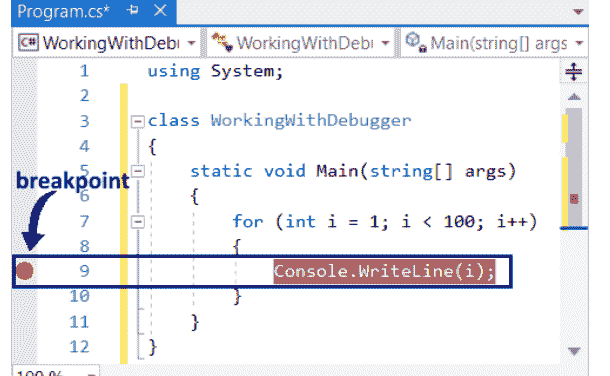 Program.cs*
WorkingWithDebu WorkingWithDebu Main(string[] args
1 using System;
2
3 class WorkingWithDebugger
4 {
5 static void Main(string[] args)
breakpoint
6 {
7 for (int i = 1; i < 100; i++)
8 {
9 Console.WriteLine(i);
10 }
11 }
12 }
100 %